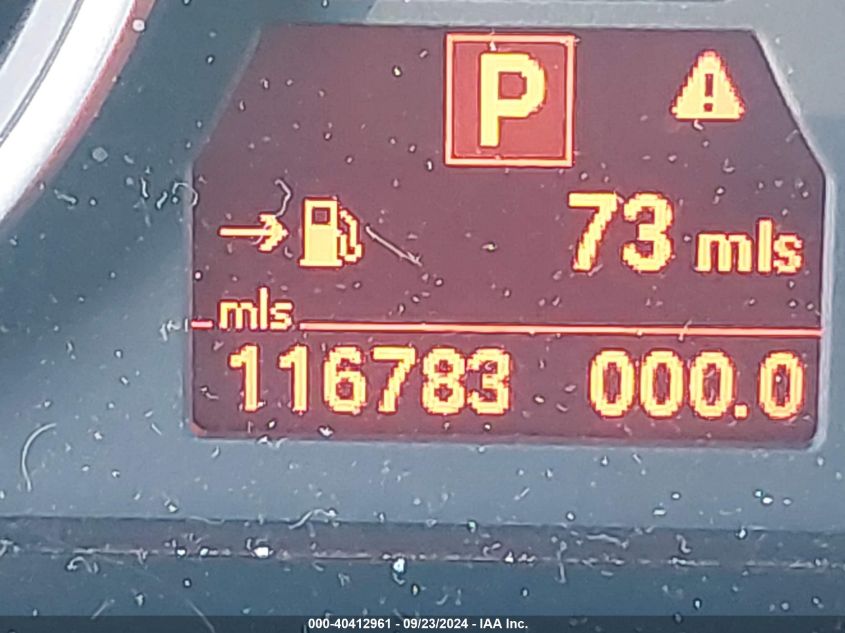 P
73 mls
mls
116783 000.0
000-40412961 - 09/23/2024 - IAA Inc.